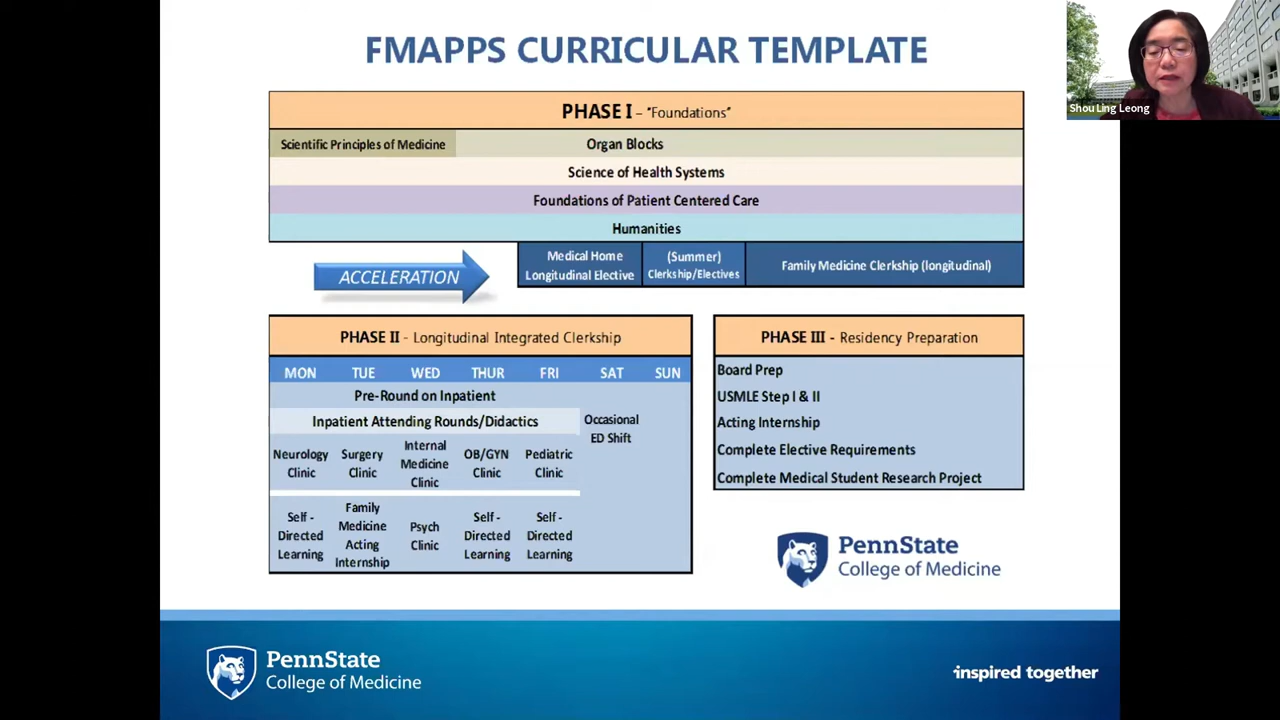 FMAPPS CURRICULAR TEMPLATE
Shou Ling Leong
PHASE I – "Foundations"
Scientific Principles of Medicine
Organ Blocks
Science of Health Systems
Foundations of Patient Centered Care
Humanities
ACCELERATION
Medical Home
Longitudinal Elective
(Summer)
Clerkship/Electives
Family Medicine Clerkship (longitudinal)
PHASE II - Longitudinal Integrated Clerkship
MON TUE WED THUR FRI SAT SUN
Pre-Round on Inpatient
Inpatient Attending Rounds/Didactics
Occasional
ED Shift
Neurology
Clinic
Surgery
Clinic
Internal
Medicine
Clinic
OB/GYN
Clinic
Pediatric
Clinic
Self -
Directed
Learning
Family
Medicine
Acting
Internship
Psych
Clinic
Self -
Directed
Learning
Self -
Directed
Learning
PHASE III - Residency Preparation
Board Prep
USMLE Step I & II
Acting Internship
Complete Elective Requirements
Complete Medical Student Research Project
PennState
College of Medicine
PennState
College of Medicine
inspired together